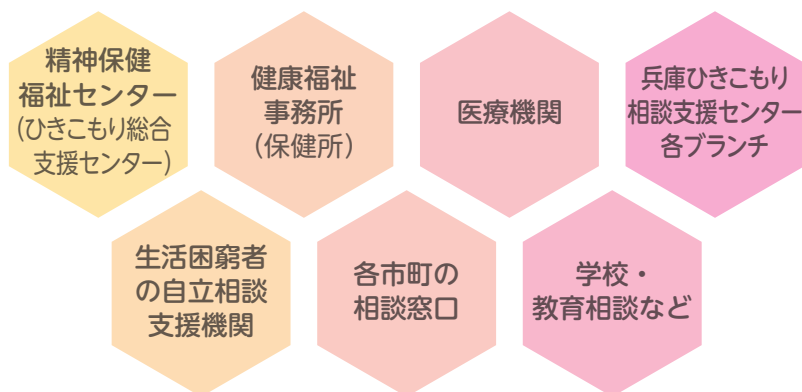 精神保健
福祉センター
(ひきこもり総合
支援センター)
健康福祉
事務所
(保健所)
医療機関
兵庫ひきこもり
相談支援センター
各ブランチ
生活困窮者
の自立相談
支援機関
各市町の
相談窓口
学校・
教育相談など